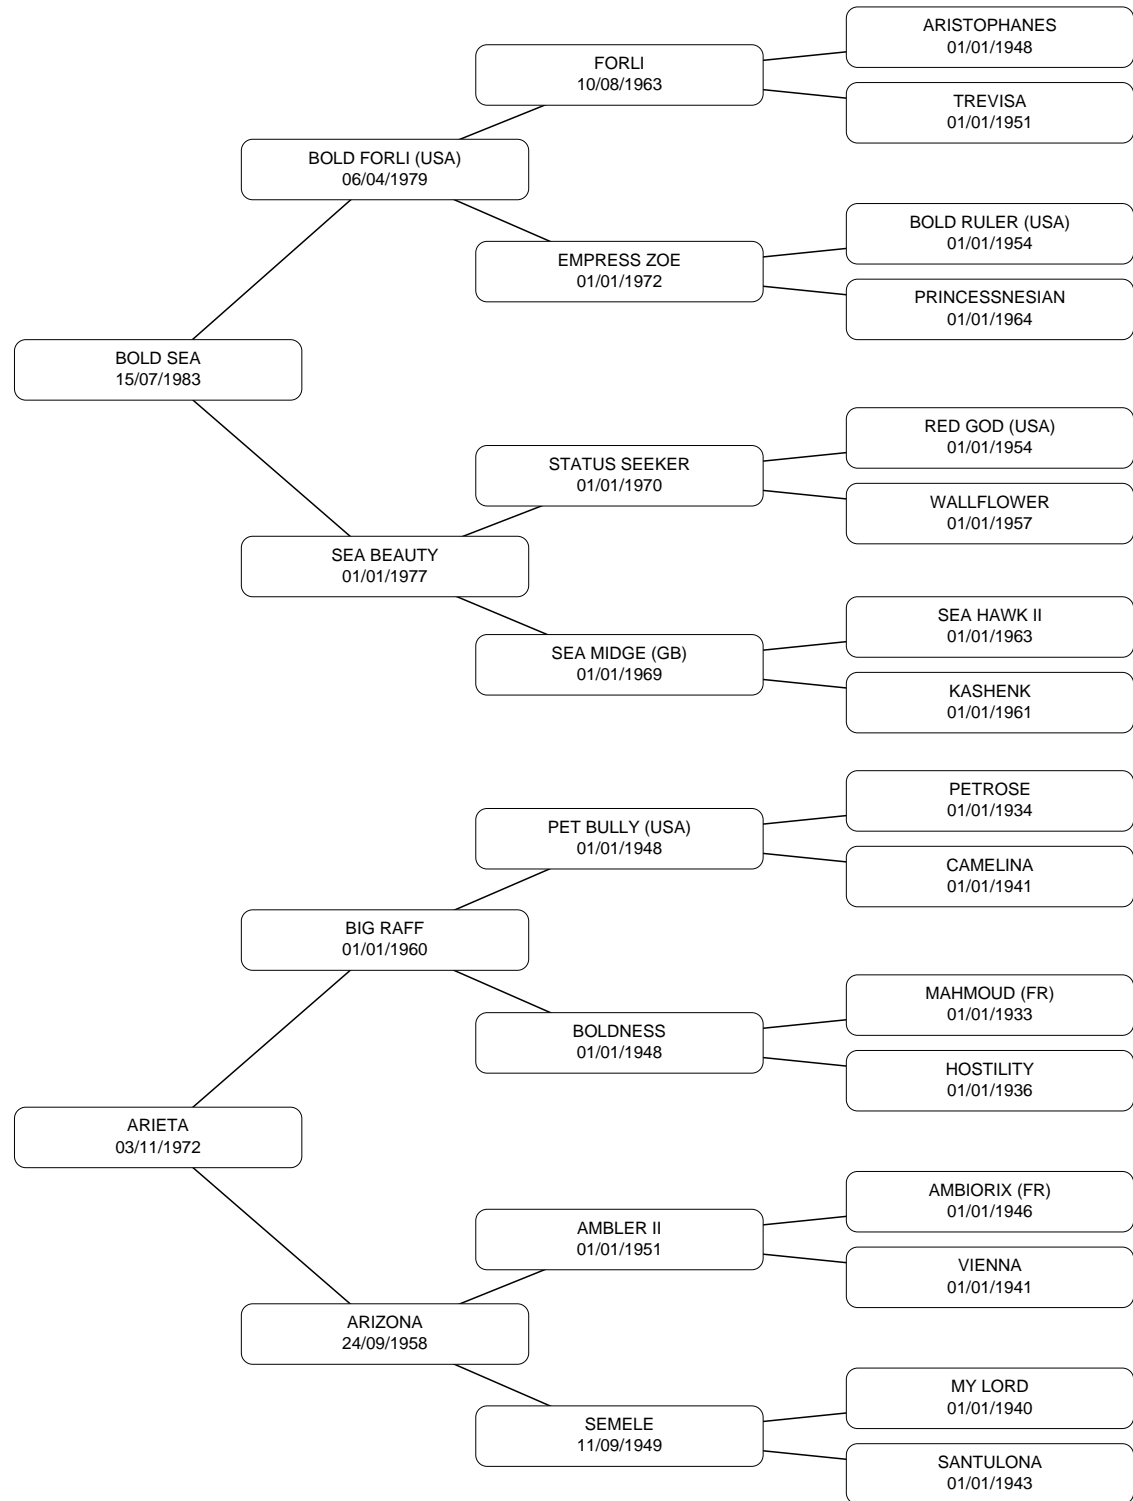 ARISTOPHANES
01/01/1948
FORLI
10/08/1963
TREVISA
01/01/1951
BOLD FORLI (USA)
06/04/1979
BOLD RULER (USA)
01/01/1954
EMPRESS ZOE
01/01/1972
PRINCESSNESIAN
01/01/1964
BOLD SEA
15/07/1983
RED GOD (USA)
01/01/1954
STATUS SEEKER
01/01/1970
WALLFLOWER
01/01/1957
SEA BEAUTY
01/01/1977
SEA HAWK II
01/01/1963
SEA MIDGE (GB)
01/01/1969
KASHENK
01/01/1961
PETROSE
01/01/1934
PET BULLY (USA)
01/01/1948
CAMELINA
01/01/1941
BIG RAFF
01/01/1960
MAHMOUD (FR)
01/01/1933
BOLDNESS
01/01/1948
HOSTILITY
01/01/1936
ARIETA
03/11/1972
AMBIORIX (FR)
01/01/1946
AMBLER II
01/01/1951
VIENNA
01/01/1941
ARIZONA
24/09/1958
MY LORD
01/01/1940
SEMELE
11/09/1949
SANTULONA
01/01/1943